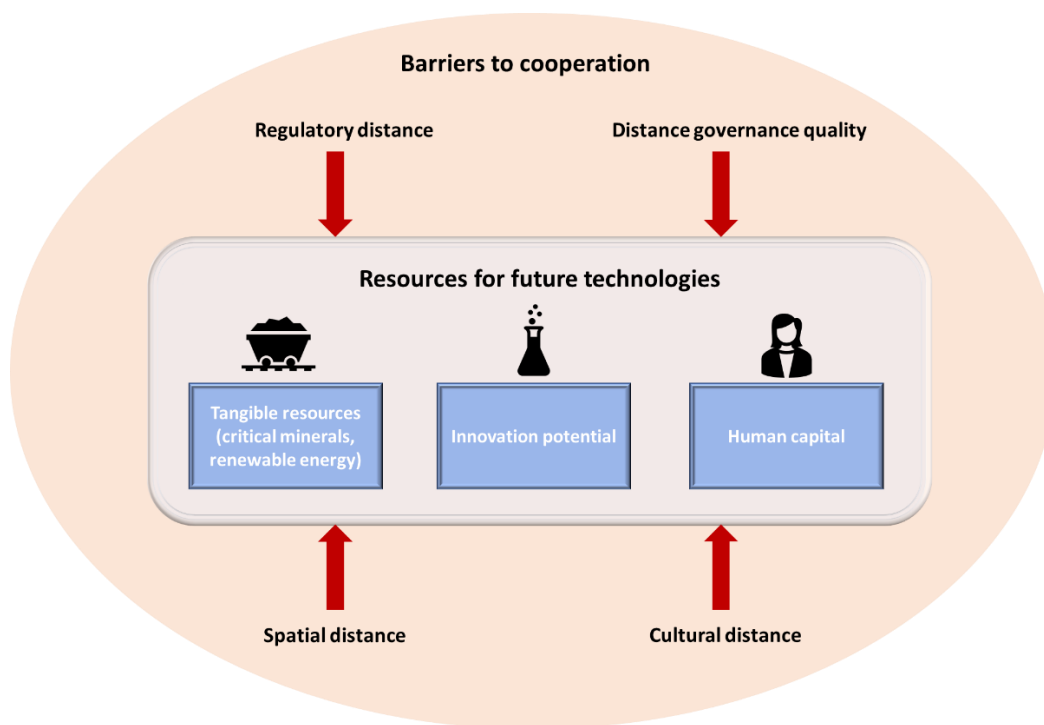 Barriers to cooperation
Regulatory distance
Distance governance quality
Resources for future technologies
Tangible resources
(critical minerals,
renewable energy)
Innovation potential
Human capital
Spatial distance
Cultural distance